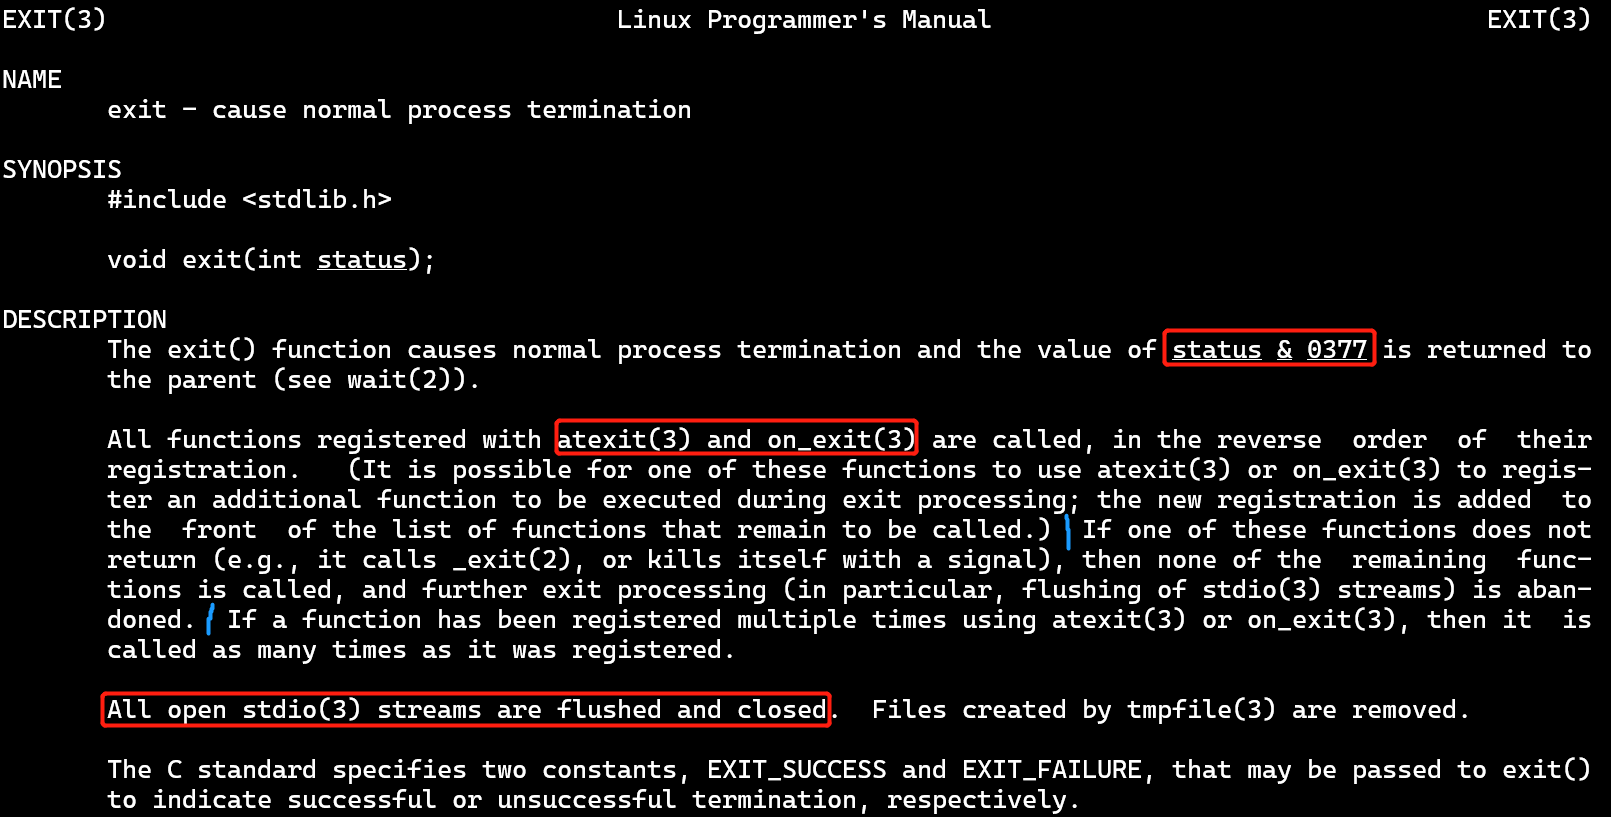 EXIT(3) Linux Programmer's Manual EXIT(3)
NAME
exit - cause normal process termination
SYNOPSIS
#include <stdlib.h>
void exit(int status);
DESCRIPTION
The exit() function causes normal process termination and the value of status & 0377 is returned to
the parent (see wait(2)).
All functions registered with atexit(3) and on_exit(3) are called, in the reverse order of their
registration. (It is possible for one of these functions to use atexit(3) or on_exit(3) to regis-
ter an additional function to be executed during exit processing; the new registration is added to
the front of the list of functions that remain to be called.) If one of these functions does not
return (e.g., it calls _exit(2), or kills itself with a signal), then none of the remaining func-
tions is called, and further exit processing (in particular, flushing of stdio(3) streams) is aban-
doned. If a function has been registered multiple times using atexit(3) or on_exit(3), then it is
called as many times as it was registered.
All open stdio(3) streams are flushed and closed. Files created by tmpfile(3) are removed.
The C standard specifies two constants, EXIT_SUCCESS and EXIT_FAILURE, that may be passed to exit()
to indicate successful or unsuccessful termination, respectively.